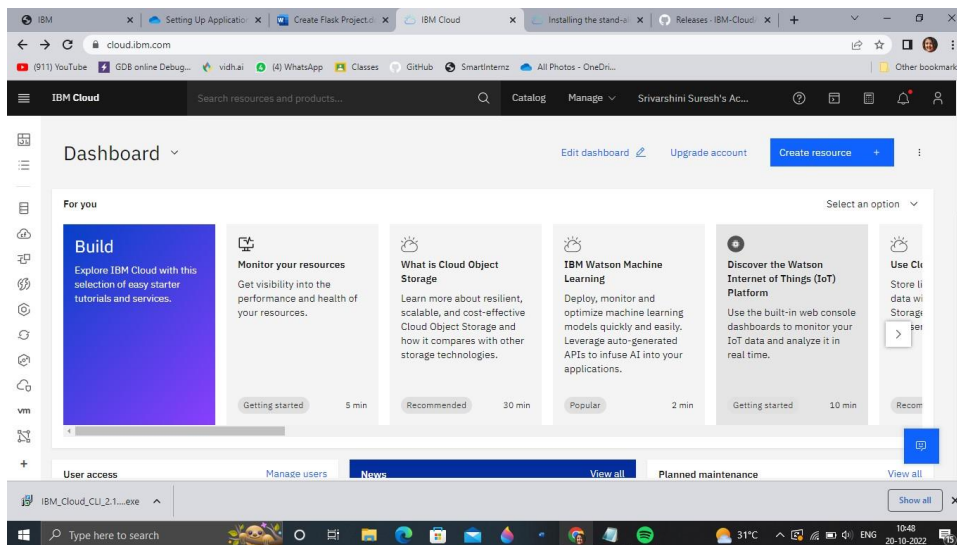 IBM
Setting Up Application
Create Flask Project.d
IBM Cloud
Installing the stand-al
Releases - IBM-Cloud
cloud.ibm.com
(911) YouTube
GDB online Debug...
vidh.ai
(4) WhatsApp
Classes
GitHub
SmartInternz
All Photos - OneDri...
Other bookmark
IBM Cloud
Search resources and products...
Catalog
Manage
Srivarshini Suresh's Ac...
Dashboard
Edit dashboard
Upgrade account
Create resource +
For you
Select an option
Build
Explore IBM Cloud with this
selection of easy starter
tutorials and services.
Monitor your resources
Get visibility into the
performance and health of
your resources.
Getting started
5 min
What is Cloud Object
Storage
Learn more about resilient,
scalable, and cost-effective
Cloud Object Storage and
how it compares with other
storage technologies.
Recommended
30 min
IBM Watson Machine
Learning
Deploy, monitor and
optimize machine learning
models quickly and easily.
Leverage auto-generated
APIs to infuse AI into your
applications.
Popular
2 min
Discover the Watson
Internet of Things (IoT)
Platform
Use the built-in web console
dashboards to monitor your
IoT data and analyze it in
real time.
Getting started
10 min
Use Clo
Store li
data wi
Storage
ser
Recom
vm
User access
Manage users
News
View all
Planned maintenance
View all
IBM_Cloud_CLI_2.1....exe
Show all
Type here to search
31°C
ENG
10:48
20-10-2022
15